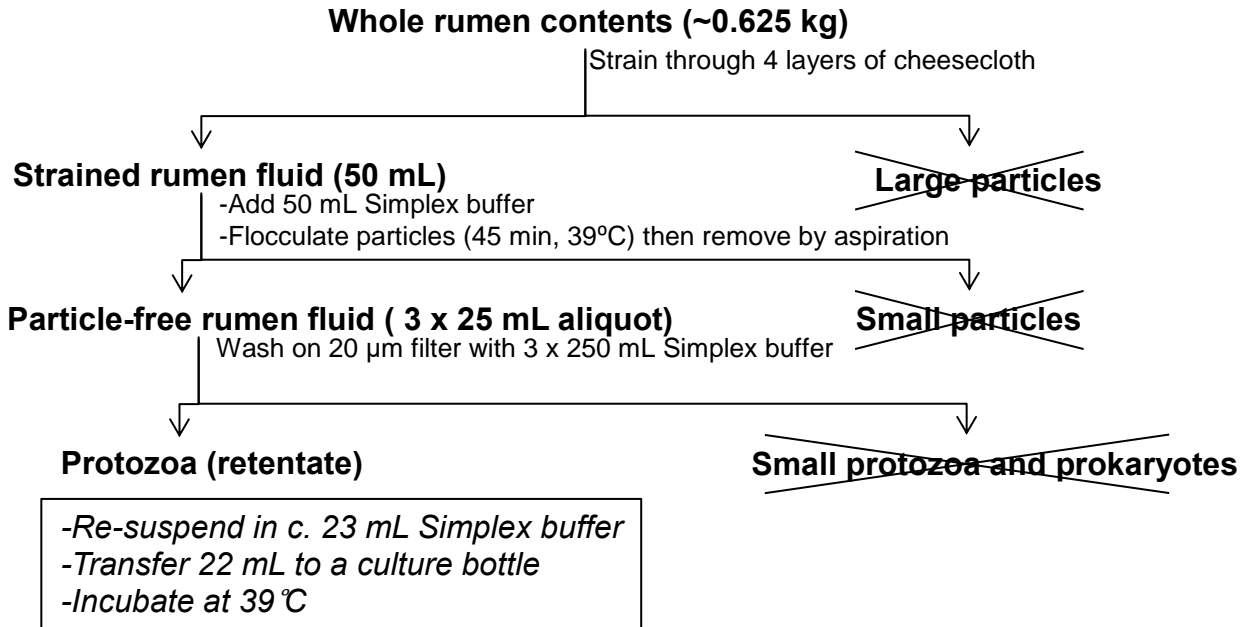 Whole rumen contents (~0.625 kg)
Strain through 4 layers of cheesecloth
Strained rumen fluid (50 mL)
Large particles
-Add 50 mL Simplex buffer
-Flocculate particles (45 min, 39ºC) then remove by aspiration
Particle-free rumen fluid ( 3 x 25 mL aliquot)
Small particles
Wash on 20 µm filter with 3 x 250 mL Simplex buffer
Protozoa (retentate)
Small protozoa and prokaryotes
-Re-suspend in c. 23 mL Simplex buffer
-Transfer 22 mL to a culture bottle
-Incubate at 39℃